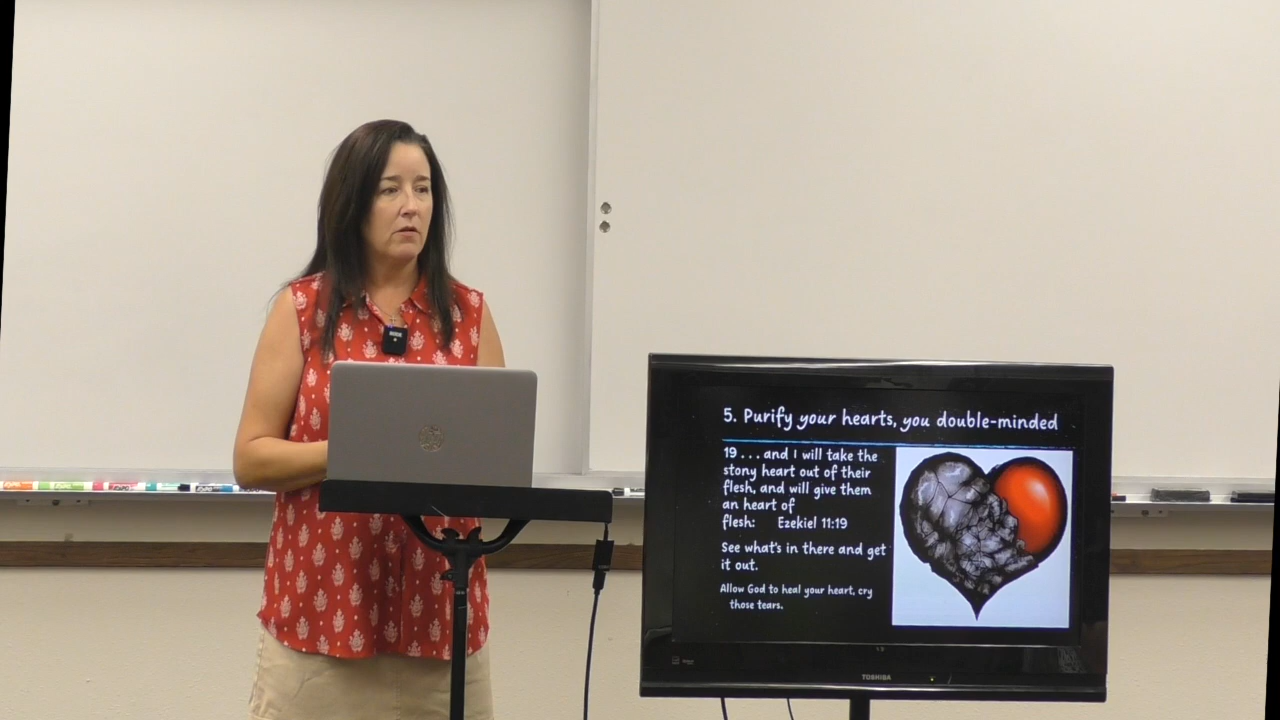 5. Purify your hearts, you double-minded
19 . . . and I will take the
stony heart out of their
flesh, and will give them
an heart of
flesh: Ezekiel 11:19
See what's in there and get
it out.
Allow God to heal your heart, cry
those tears.
TOSHIBA